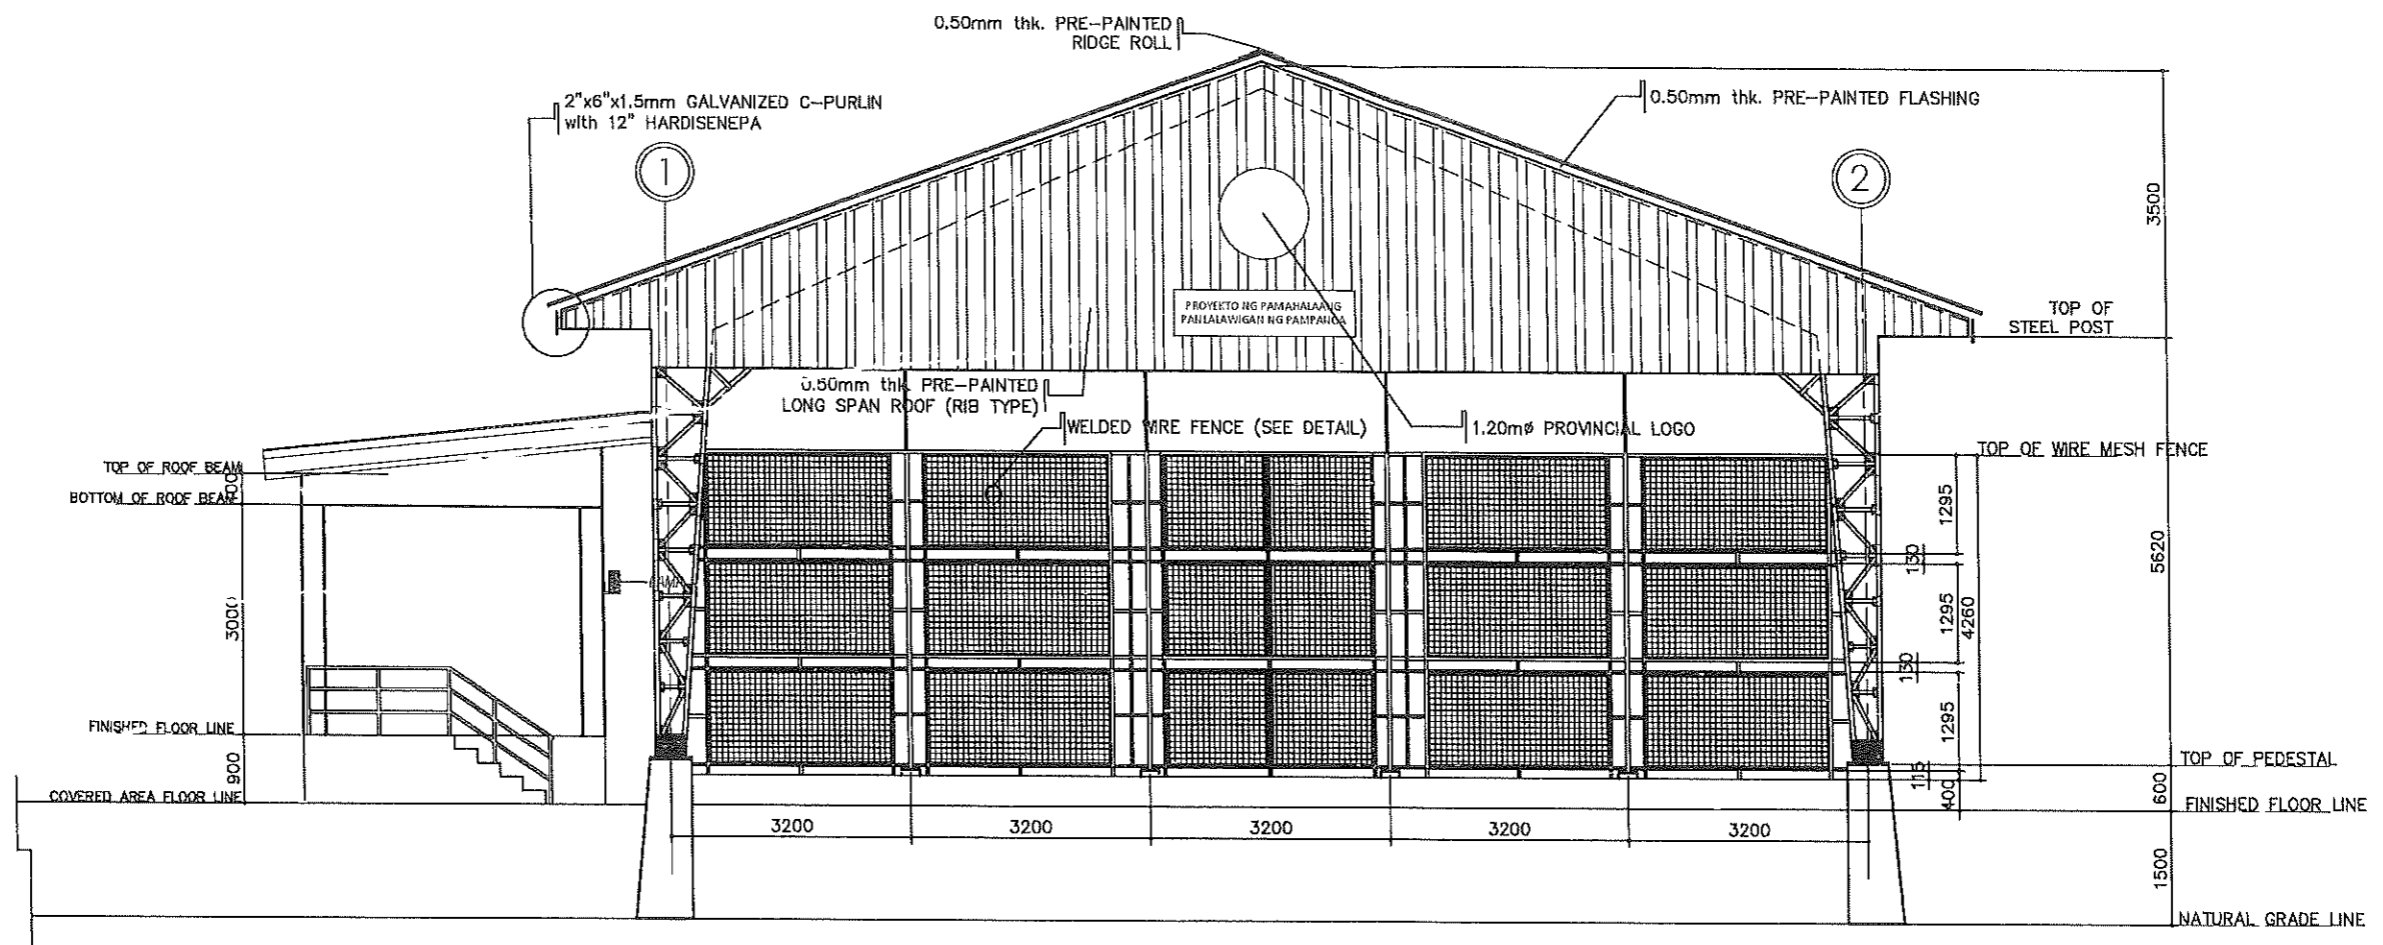 0.50mm thk. PRE-PAINTED
RIDGE ROLL
2"x6"x1.5mm GALVANIZED C-PURLIN
with 12" HARDISENEPA
0.50mm thk. PRE-PAINTED FLASHING
1
2
3500
PROYEKTO NG PAMAHALAANG
PANLALAWIGAN NG PAMPANGA
TOP OF
STEEL POST
0.50mm thk. PRE-PAINTED
LONG SPAN ROOF (RIB TYPE)
WELDED WIRE FENCE (SEE DETAIL)
1.20mø PROVINCIAL LOGO
TOP OF WIRE MESH FENCE
TOP OF ROOF BEAM
BOTTOM OF ROOF BEAM
1295
130
5620
3000
1295
4260
130
1295
FINISHED FLOOR LINE
900
TOP OF PEDESTAL
115
400
600
COVERED AREA FLOOR LINE
FINISHED FLOOR LINE
3200
3200
3200
3200
3200
1500
NATURAL GRADE LINE